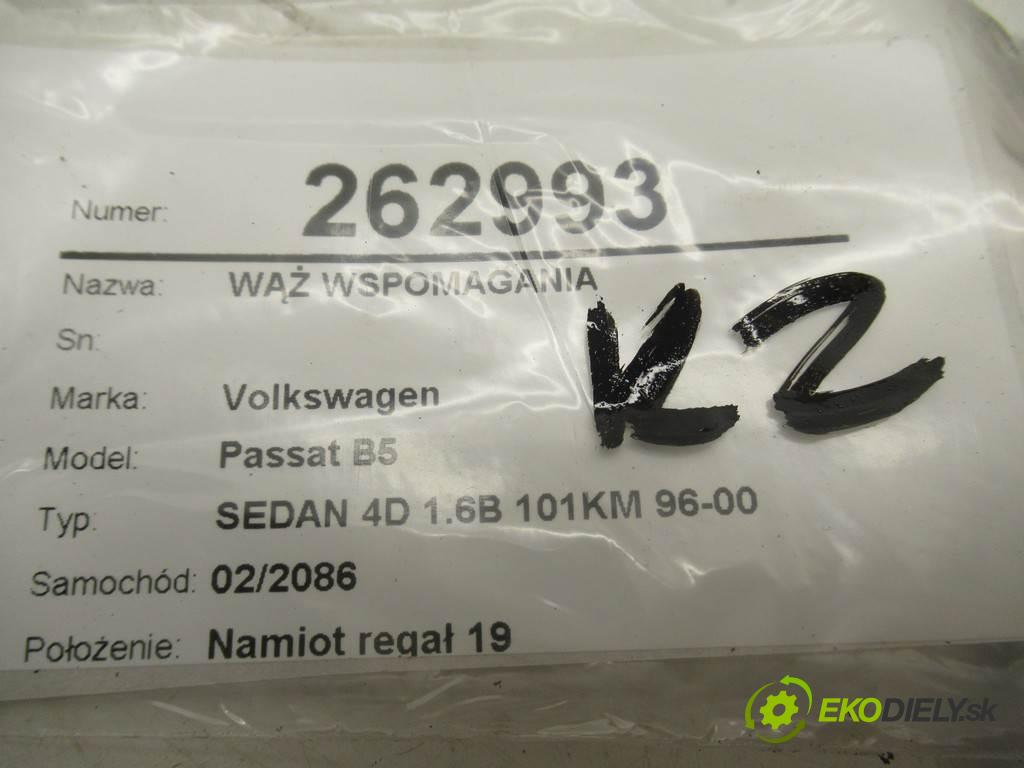 Numer: 262993
Nazwa: WĄŻ WSPOMAGANIA
Sn:
K2
Marka: Volkswagen
Model: Passat B5
Typ: SEDAN 4D 1.6B 101KM 96-00
Samochód: 02/2086
Położenie: Namiot regał 19
EKODIELY.sk